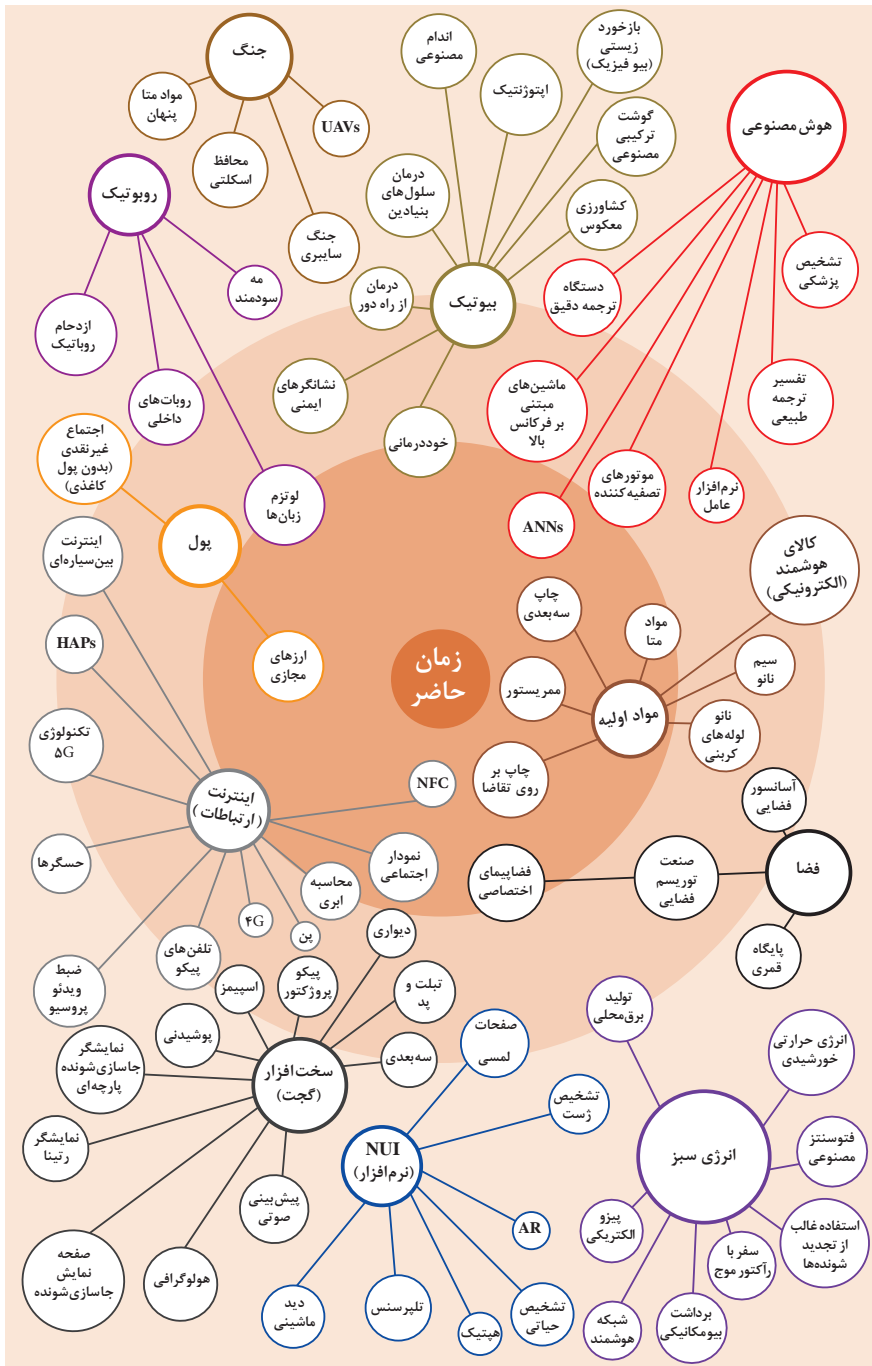 جنگ
مواد متا
پنهان
محافظ
اسکلتی
UAVs
جنگ
سایبری
روبوتیک
مه
سودمند
ازدحام
روباتیک
روبات‌های
داخلی
لوتزم
زبان‌ها
بیوتیک
اندام
مصنوعی
اپتوژنتیک
بازخورد
زیستی
(بیو فیزیک)
گوشت
ترکیبی
مصنوعی
کشاورزی
معکوس
درمان
سلول‌های
بنیادین
درمان
از راه دور
نشانگرهای
ایمنی
خوددرمانی
هوش مصنوعی
تشخیص
پزشکی
دستگاه
ترجمه دقیق
ماشین‌های
مبتنی
بر فرکانس
بالا
تفسیر
ترجمه
طبیعی
نرم‌افزار
عامل
موتورهای
تصفیه‌کننده
ANNs
پول
اجتماع
غیرنقدی
(بدون پول
کاغذی)
ارزهای
مجازی
زمان
حاضر
مواد اولیه
کالای
هوشمند
(الکترونیکی)
چاپ
سه‌بعدی
مواد
متا
سیم
نانو
ممریستور
نانو
لوله‌های
کربنی
چاپ بر
روی تقاضا
اینترنت
(ارتباطات)
اینترنت
بین‌سیاره‌ای
HAPs
تکنولوژی
۵G
حسگرها
ضبط
ویدئو
پروسیو
تلفن‌های
پیکو
۴G
پن
محاسبه
ابری
نمودار
اجتماعی
NFC
فضا
آسانسور
فضایی
صنعت
توریسم
فضایی
فضاپیمای
اختصاصی
پایگاه
قمری
سخت‌افزار
(گجت)
دیواری
تبلت و
پد
سه‌بعدی
پیکو
پروژکتور
اسپیمز
پوشیدنی
نمایشگر
جاسازی‌شونده
پارچه‌ای
نمایشگر
رتینا
صفحه
نمایش
جاسازی‌شونده
هولوگرافی
پیش‌بینی
صوتی
NUI
(نرم‌افزار)
صفحات
لمسی
تشخیص
ژست
AR
تشخیص
حیاتی
هپتیک
تلپرسنس
دید
ماشینی
انرژی سبز
تولید
برق‌محلی
انرژی حرارتی
خورشیدی
فتوسنتز
مصنوعی
استفاده غالب
از تجدید
شونده‌ها
سفر با
رآکتور موج
برداشت
بیومکانیکی
شبکه
هوشمند
پیزو
الکتریکی